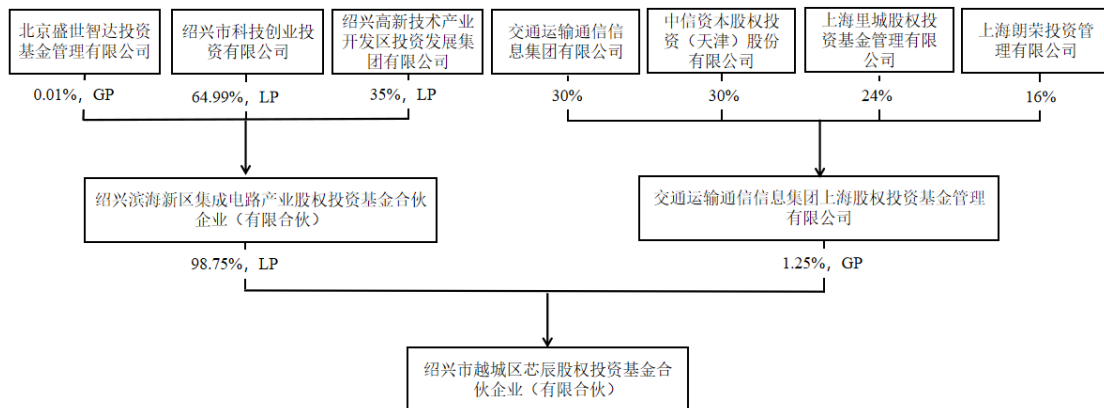 北京盛世智达投资
基金管理有限公司
绍兴市科技创业投
资有限公司
绍兴高新技术产业
开发区投资发展集
团有限公司
交通运输通信信
息集团有限公司
中信资本股权投
资（天津）股份
有限公司
上海里城股权投
资基金管理有限公
司
上海朗荣投资管
理有限公司
0.01%，GP
64.99%，LP
35%，LP
30%
30%
24%
16%
绍兴滨海新区集成电路产业股权投资基金合伙
企业（有限合伙）
交通运输通信信息集团上海股权投资基金管理
有限公司
98.75%，LP
1.25%，GP
绍兴市越城区芯辰股权投资基金合
伙企业（有限合伙）